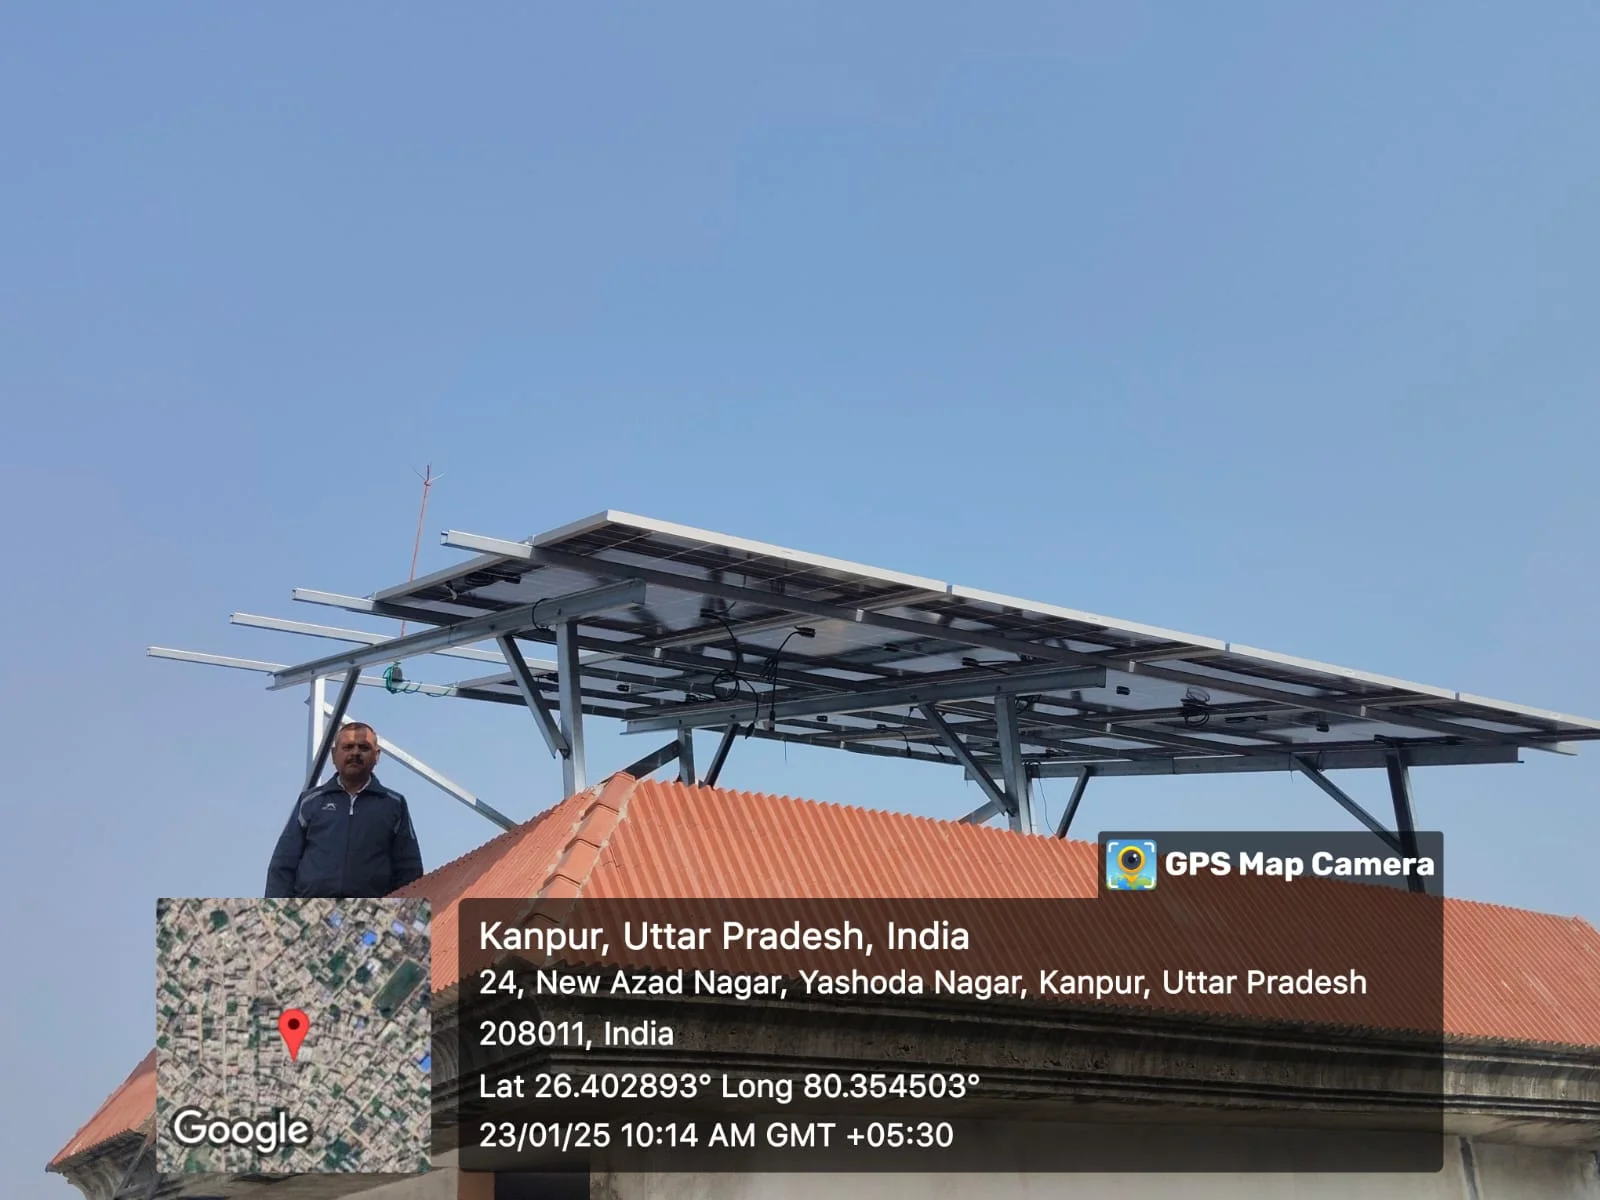 GPS Map Camera
Kanpur, Uttar Pradesh, India
24, New Azad Nagar, Yashoda Nagar, Kanpur, Uttar Pradesh
208011, India
Lat 26.402893° Long 80.354503°
23/01/25 10:14 AM GMT +05:30
Google